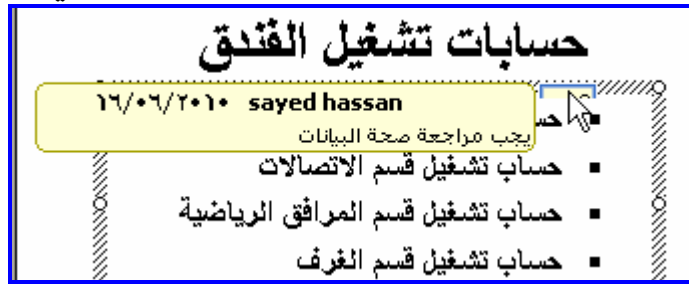 حسابات تشغيل الفندق
sayed hassan ١٦/٠٦/٢٠١٠
يجب مراجعة صحة البيانات
حساب تشغيل قسم الاتصالات
حساب تشغيل قسم المرافق الرياضية
حساب تشغيل قسم الغرف